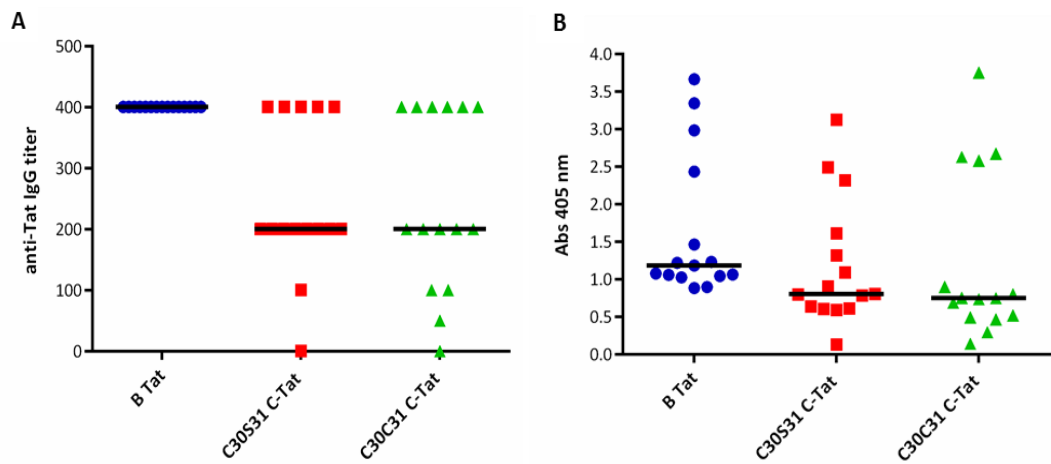 A
anti-Tat IgG titer
500
400
300
200
100
0
B Tat
C30S31 C-Tat
C30C31 C-Tat
B
Abs 405 nm
4.0
3.5
3.0
2.5
2.0
1.5
1.0
0.5
0.0
B Tat
C30S31 C-Tat
C30C31 C-Tat